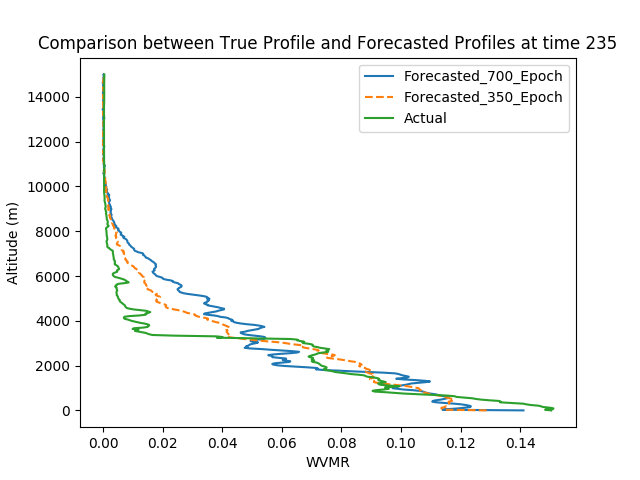 Comparison between True Profile and Forecasted Profiles at time 235
Forecasted_700_Epoch
Forecasted_350_Epoch
Actual
Altitude (m)
14000
12000
10000
8000
6000
4000
2000
0
0.00 0.02 0.04 0.06 0.08 0.10 0.12 0.14
WVMR